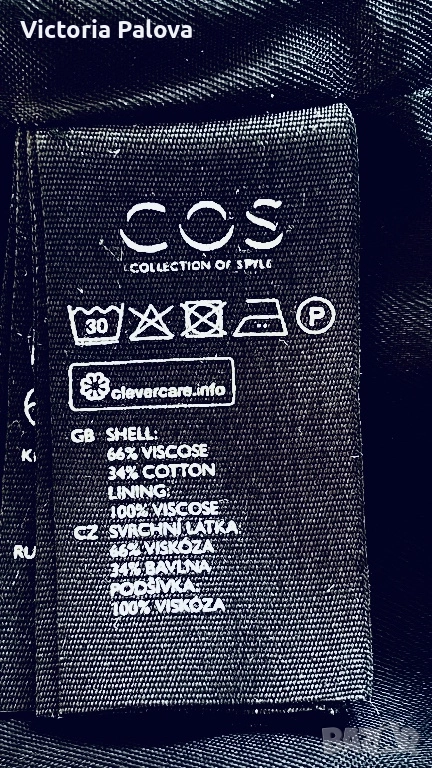 Victoria Palova
COS
COLLECTION OF STYLE
30
P
clevercare.info
GB SHELL:
66% VISCOSE
34% COTTON
LINING:
100% VISCOSE
CZ SVRCHNÍ LÁTKA:
66% VISKÓZA
34% BAVLNA
PODŠÍVKA:
100% VISKÓZA
RU